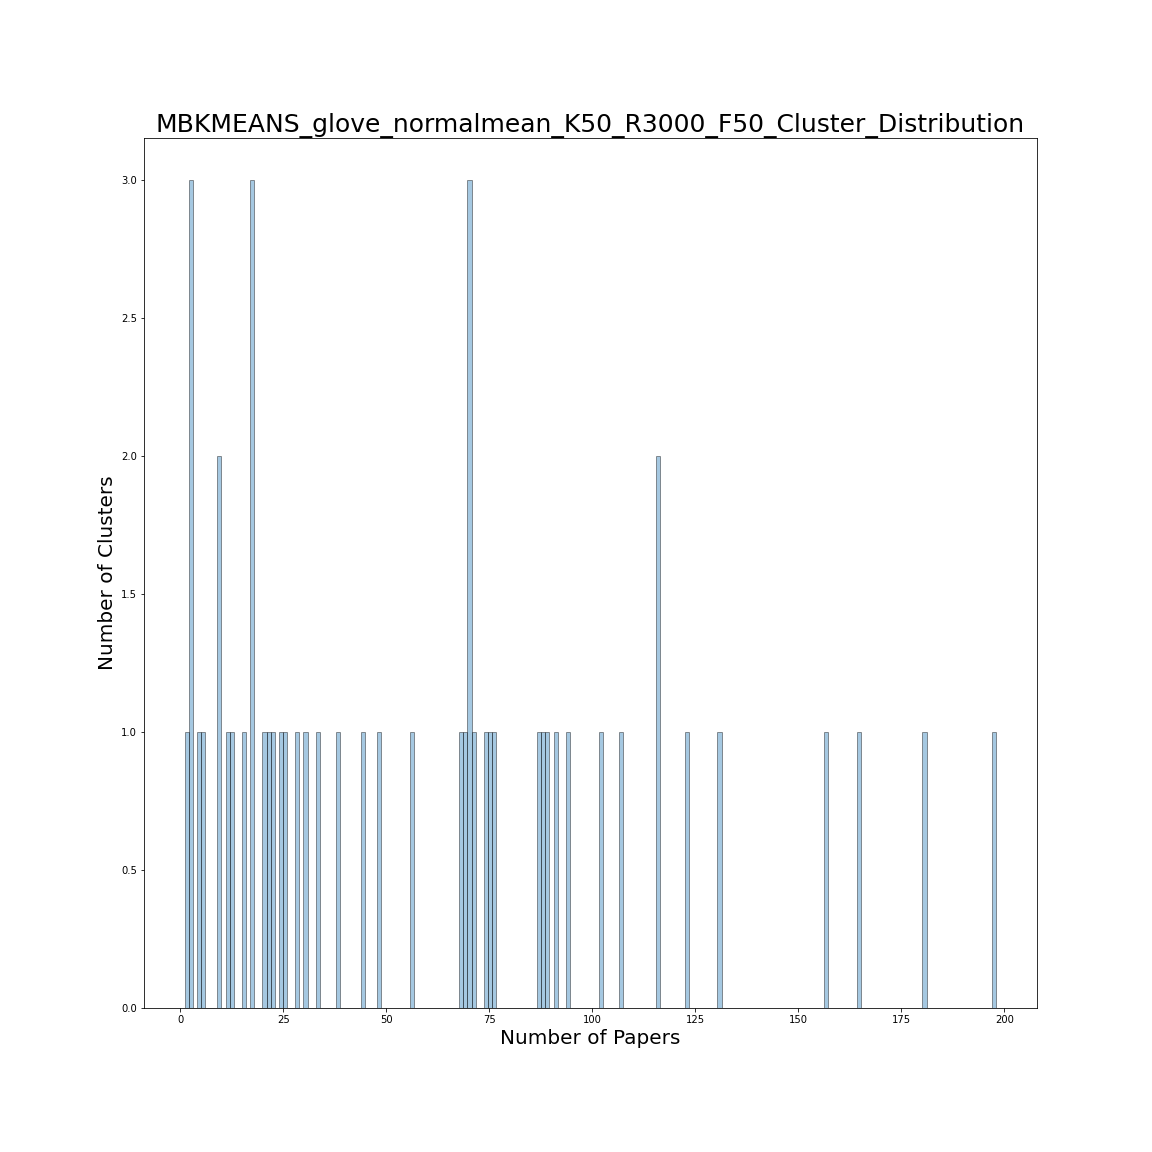 MBKMEANS_glove_normalmean_K50_R3000_F50_Cluster_Distribution
3.0
2.5
2.0
1.5
1.0
0.5
0.0
Number of Clusters
0 25 50 75 100 125 150 175 200
Number of Papers